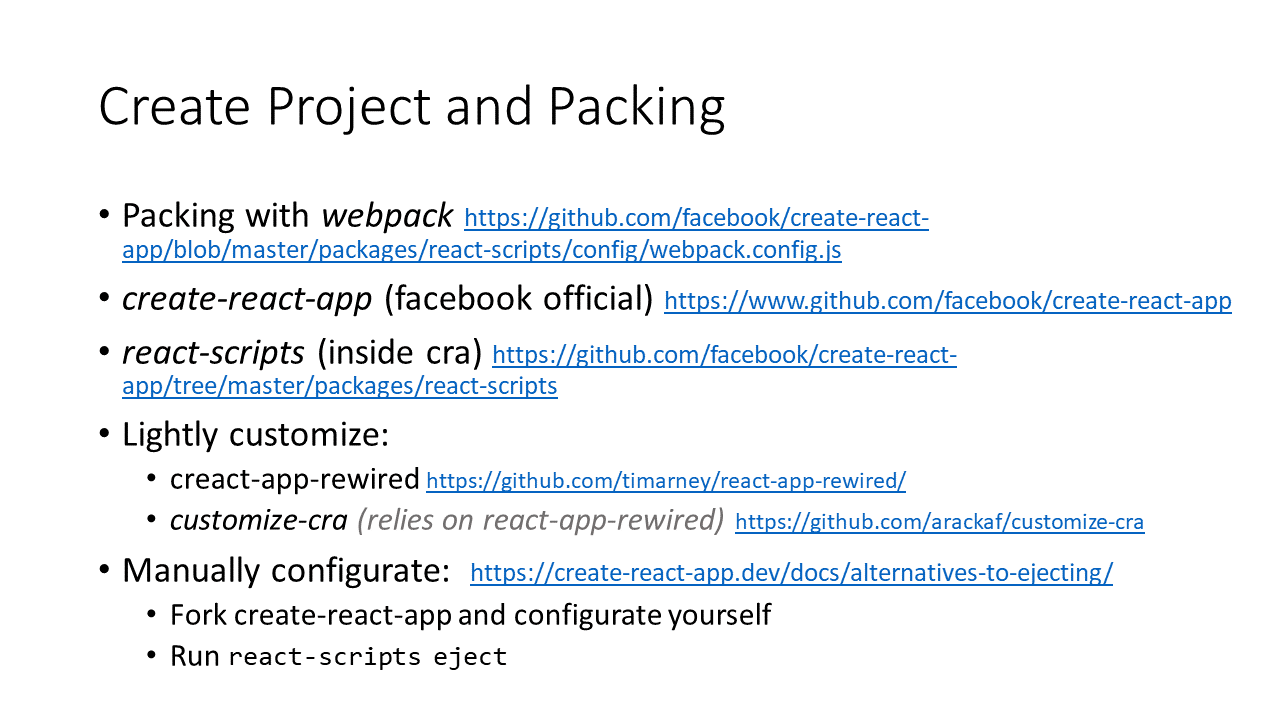 Create Project and Packing
• Packing with webpack https://github.com/facebook/create-react-
app/blob/master/packages/react-scripts/config/webpack.config.js
• create-react-app (facebook official) https://www.github.com/facebook/create-react-app
• react-scripts (inside cra) https://github.com/facebook/create-react-
app/tree/master/packages/react-scripts
• Lightly customize:
• creact-app-rewired https://github.com/timarney/react-app-rewired/
• customize-cra (relies on react-app-rewired) https://github.com/arackaf/customize-cra
• Manually configurate: https://create-react-app.dev/docs/alternatives-to-ejecting/
• Fork create-react-app and configurate yourself
• Run react-scripts eject